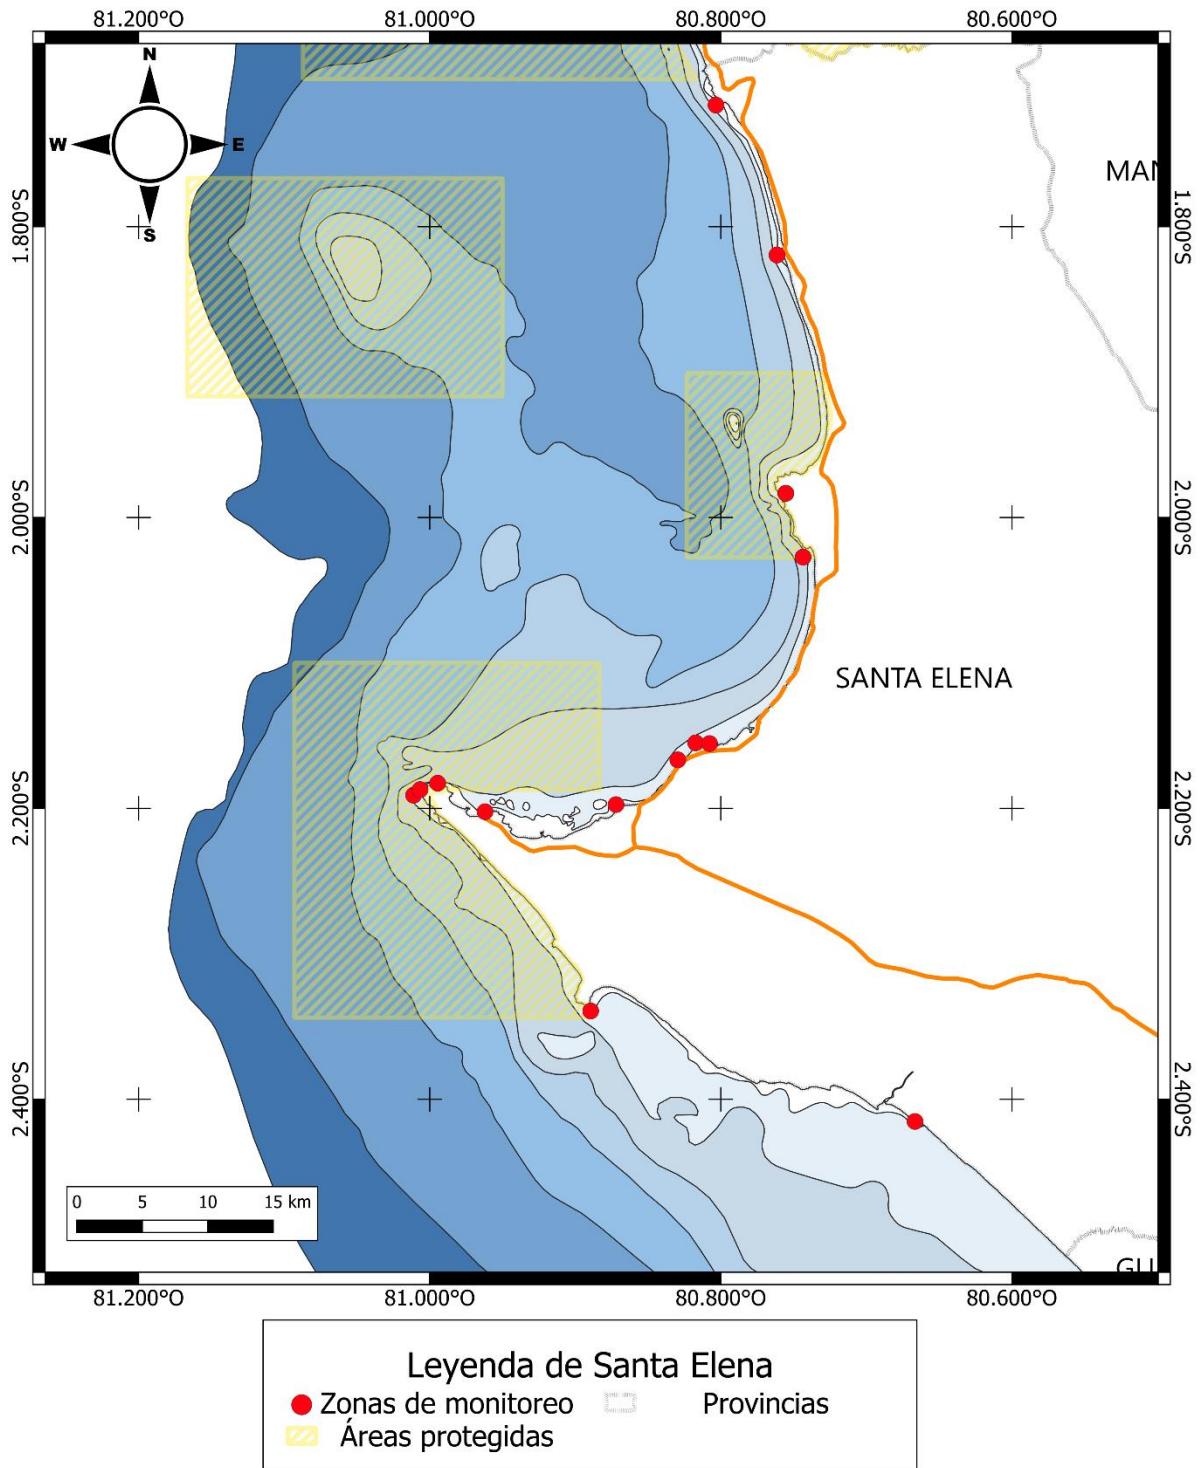 81.200°O 81.000°O 80.800°O 80.600°O
N
W E
S
MAN
1.800°S 1.800°S
2.000°S 2.000°S
SANTA ELENA
2.200°S 2.200°S
2.400°S 2.400°S
0 5 10 15 km
GU
81.200°O 81.000°O 80.800°O 80.600°O
Leyenda de Santa Elena
Zonas de monitoreo Provincias
Áreas protegidas